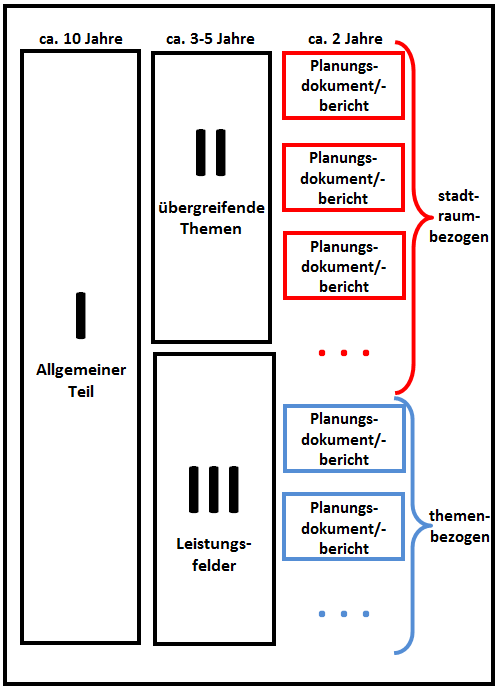 ca. 10 Jahre
ca. 3-5 Jahre
ca. 2 Jahre
I
Allgemeiner
Teil
II
übergreifende
Themen
III
Leistungs-
felder
Planungs-
dokument/-
bericht
Planungs-
dokument/-
bericht
Planungs-
dokument/-
bericht
. . .
stadt-
raum-
bezogen
Planungs-
dokument/-
bericht
Planungs-
dokument/-
bericht
. . .
themen-
bezogen